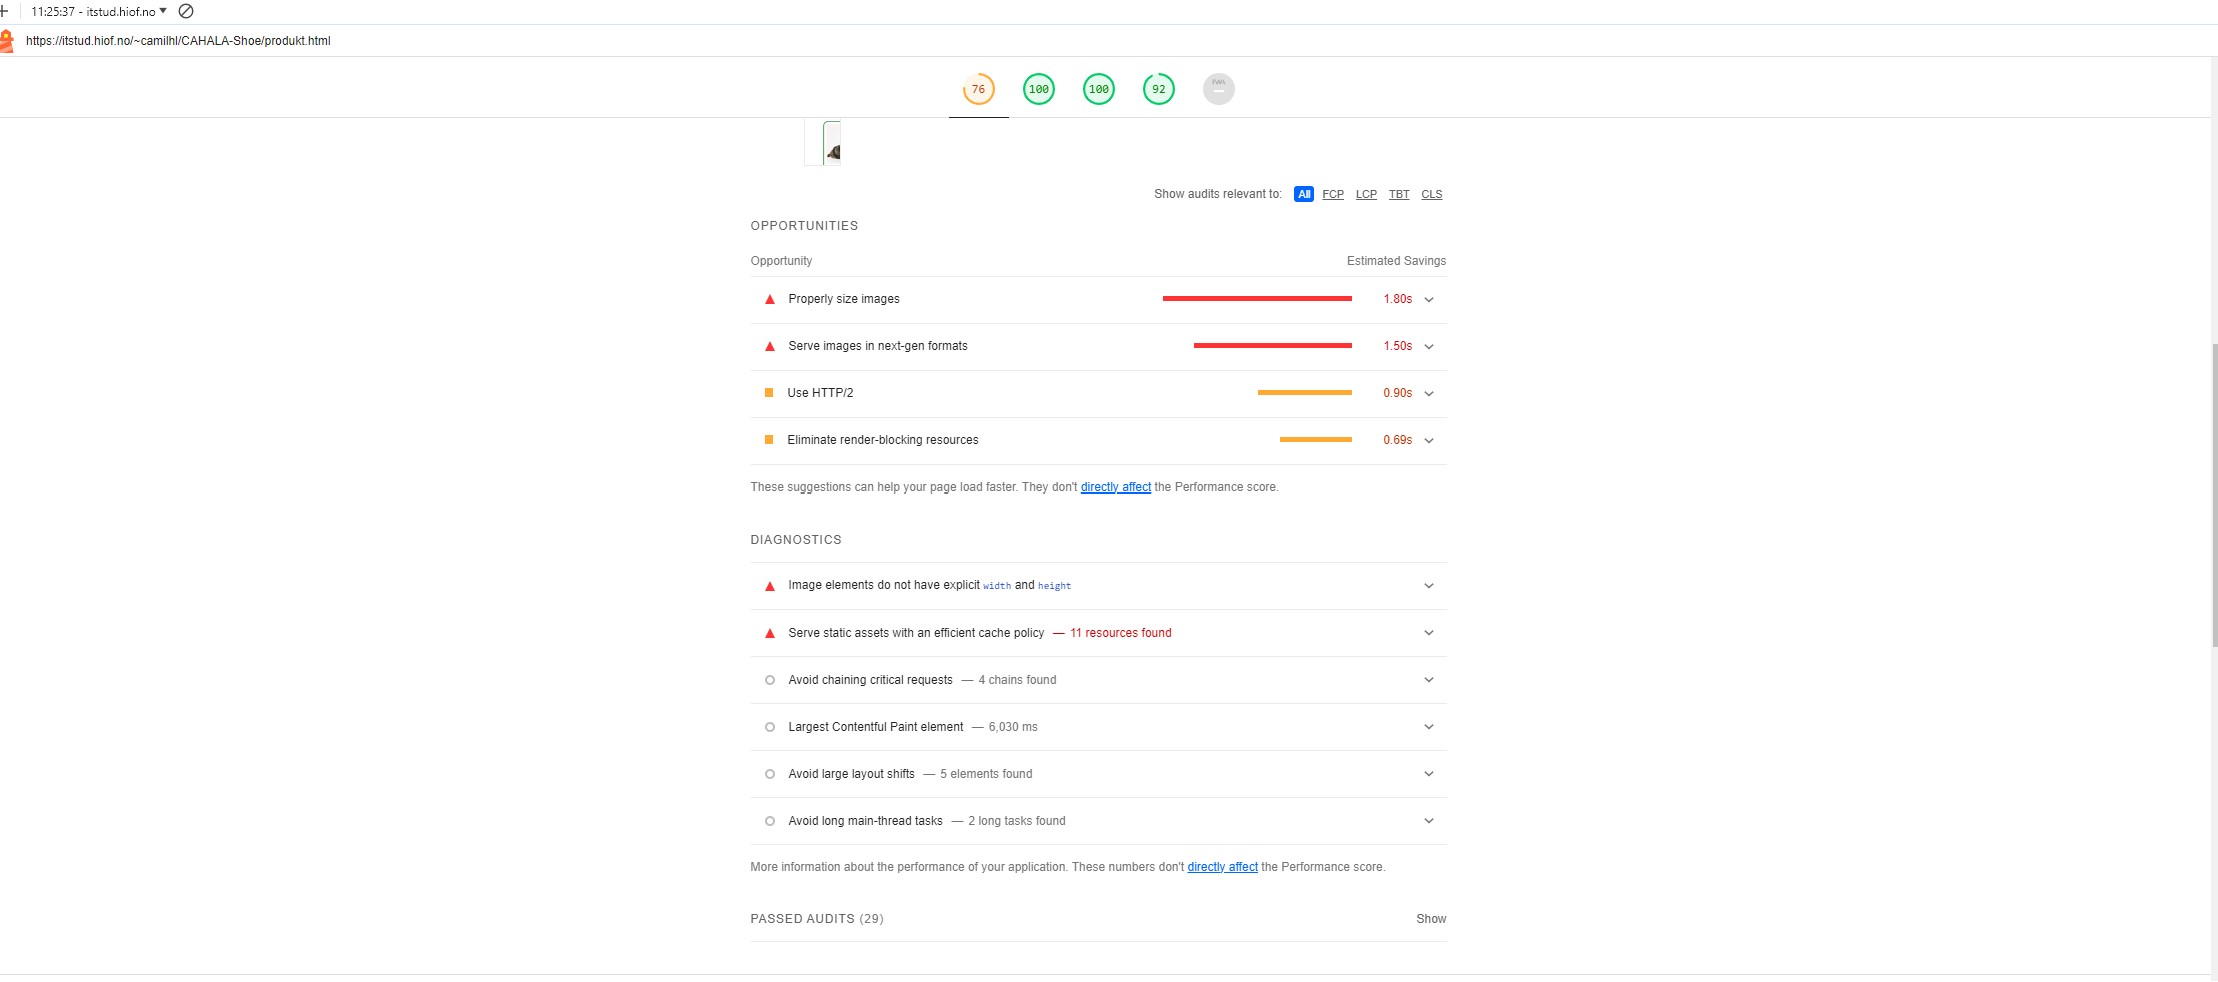 11:25:37 - itstud.hiof.no
https://itstud.hiof.no/~camilhl/CAHALA-Shoe/produkt.html
76 100 100 92 PWA
Show audits relevant to: All FCP LCP TBT CLS
OPPORTUNITIES
Opportunity Estimated Savings
Properly size images 1.80s
Serve images in next-gen formats 1.50s
Use HTTP/2 0.90s
Eliminate render-blocking resources 0.69s
These suggestions can help your page load faster. They don't directly affect the Performance score.
DIAGNOSTICS
Image elements do not have explicit width and height
Serve static assets with an efficient cache policy — 11 resources found
Avoid chaining critical requests — 4 chains found
Largest Contentful Paint element — 6,030 ms
Avoid large layout shifts — 5 elements found
Avoid long main-thread tasks — 2 long tasks found
More information about the performance of your application. These numbers don't directly affect the Performance score.
PASSED AUDITS (29) Show